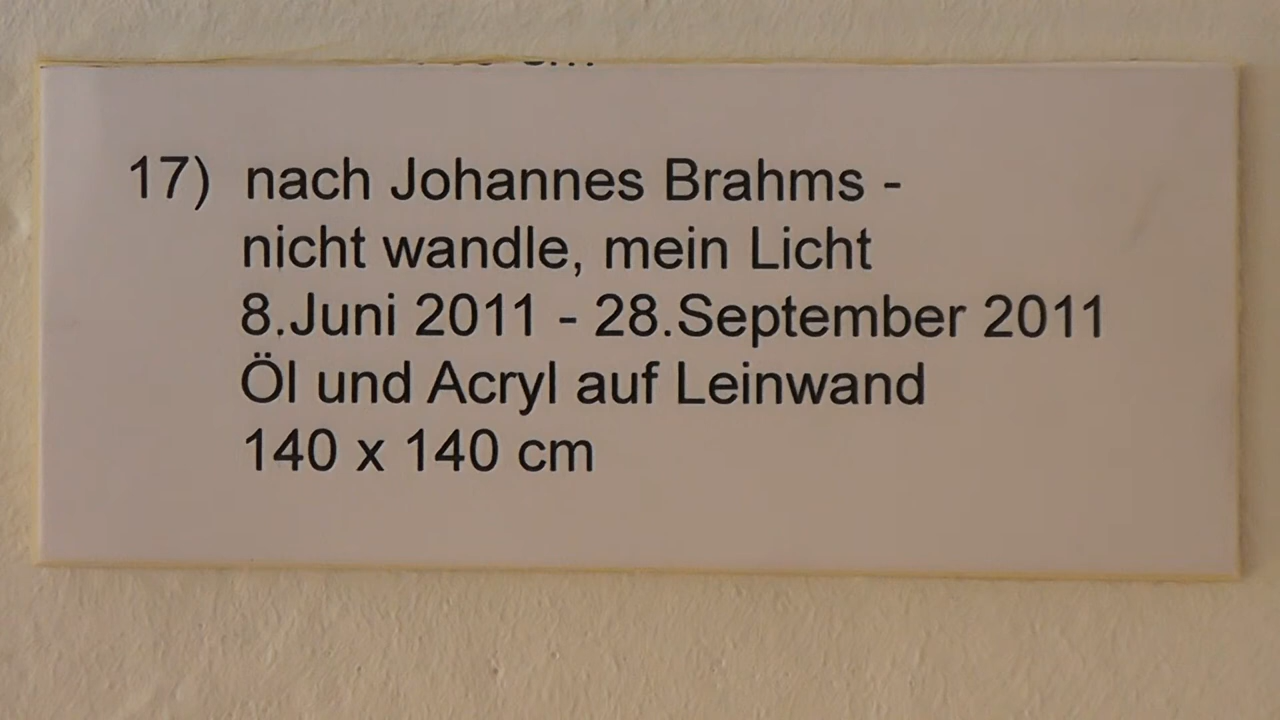 17) nach Johannes Brahms -
nicht wandle, mein Licht
8.Juni 2011 - 28.September 2011
Öl und Acryl auf Leinwand
140 x 140 cm